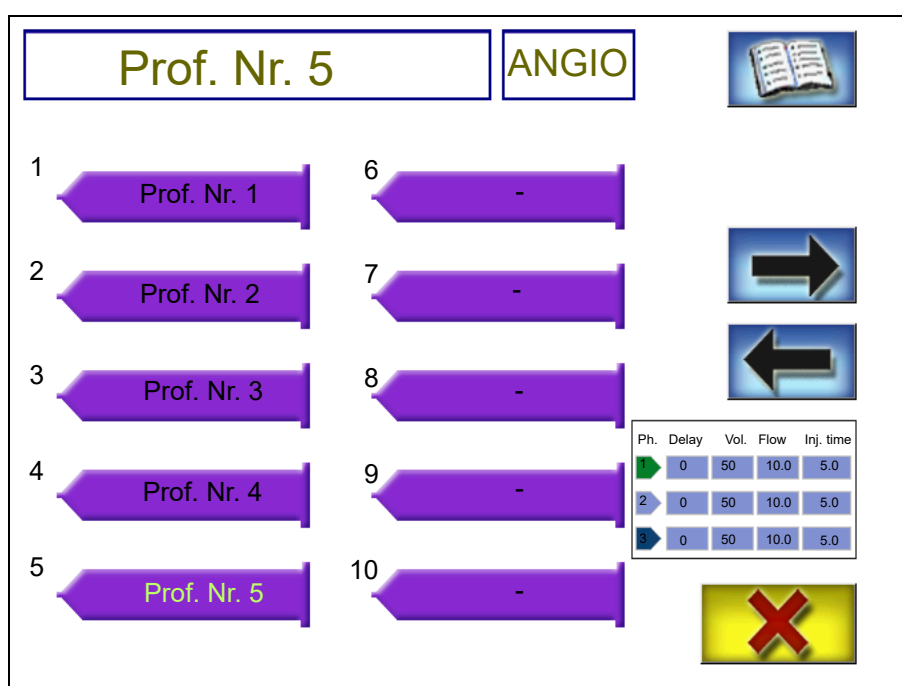 Prof. Nr. 5 ANGIO
1 Prof. Nr. 1 6 -
2 Prof. Nr. 2 7 -
3 Prof. Nr. 3 8 -
4 Prof. Nr. 4 9 -
5 Prof. Nr. 5 10 -
Ph. Delay Vol. Flow Inj. time
1 0 50 10.0 5.0
2 0 50 10.0 5.0
3 0 50 10.0 5.0